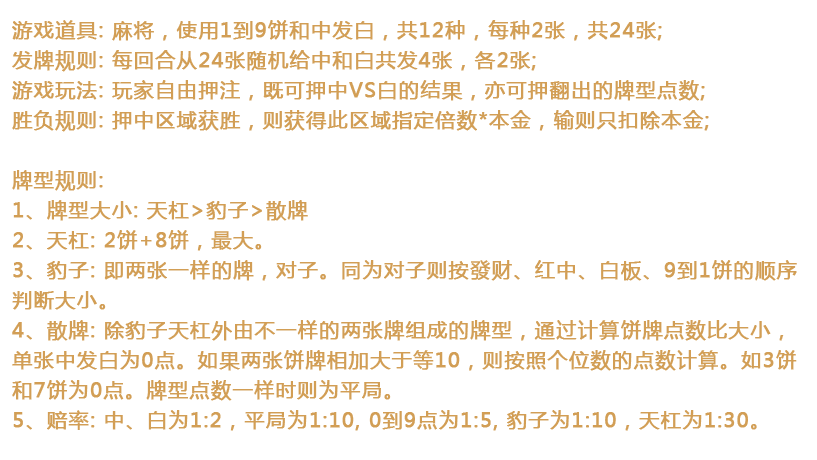 游戏道具: 麻将，使用1到9饼和中发白，共12种，每种2张，共24张;
发牌规则: 每回合从24张随机给中和白共发4张，各2张;
游戏玩法: 玩家自由押注，既可押中VS白的结果，亦可押翻出的牌型点数;
胜负规则: 押中区域获胜，则获得此区域指定倍数*本金，输则只扣除本金;
牌型规则:
1、牌型大小: 天杠>豹子>散牌
2、天杠: 2饼+8饼，最大。
3、豹子: 即两张一样的牌，对子。同为对子则按發财、红中、白板、9到1饼的顺序
判断大小。
4、散牌: 除豹子天杠外由不一样的两张牌组成的牌型，通过计算饼牌点数比大小，
单张中发白为0点。如果两张饼牌相加大于等10，则按照个位数的点数计算。如3饼
和7饼为0点。牌型点数一样时则为平局。
5、赔率: 中、白为1:2，平局为1:10, 0到9点为1:5, 豹子为1:10，天杠为1:30。